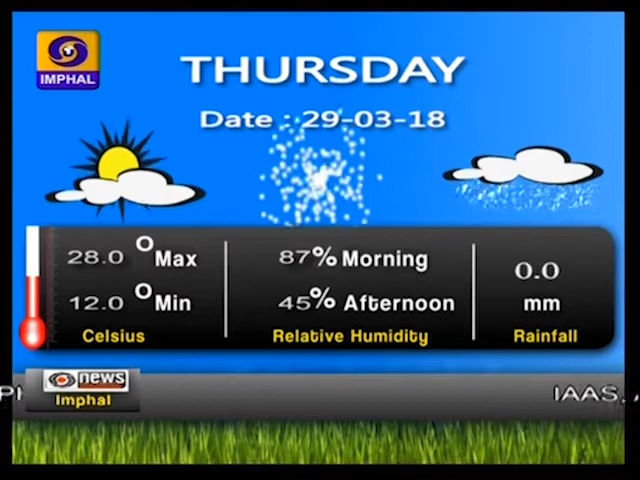 IMPHAL
THURSDAY
Date : 29-03-18
28.0 °Max
12.0 °Min
Celsius
87% Morning
45% Afternoon
Relative Humidity
0.0
mm
Rainfall
news
Imphal
IAAS,